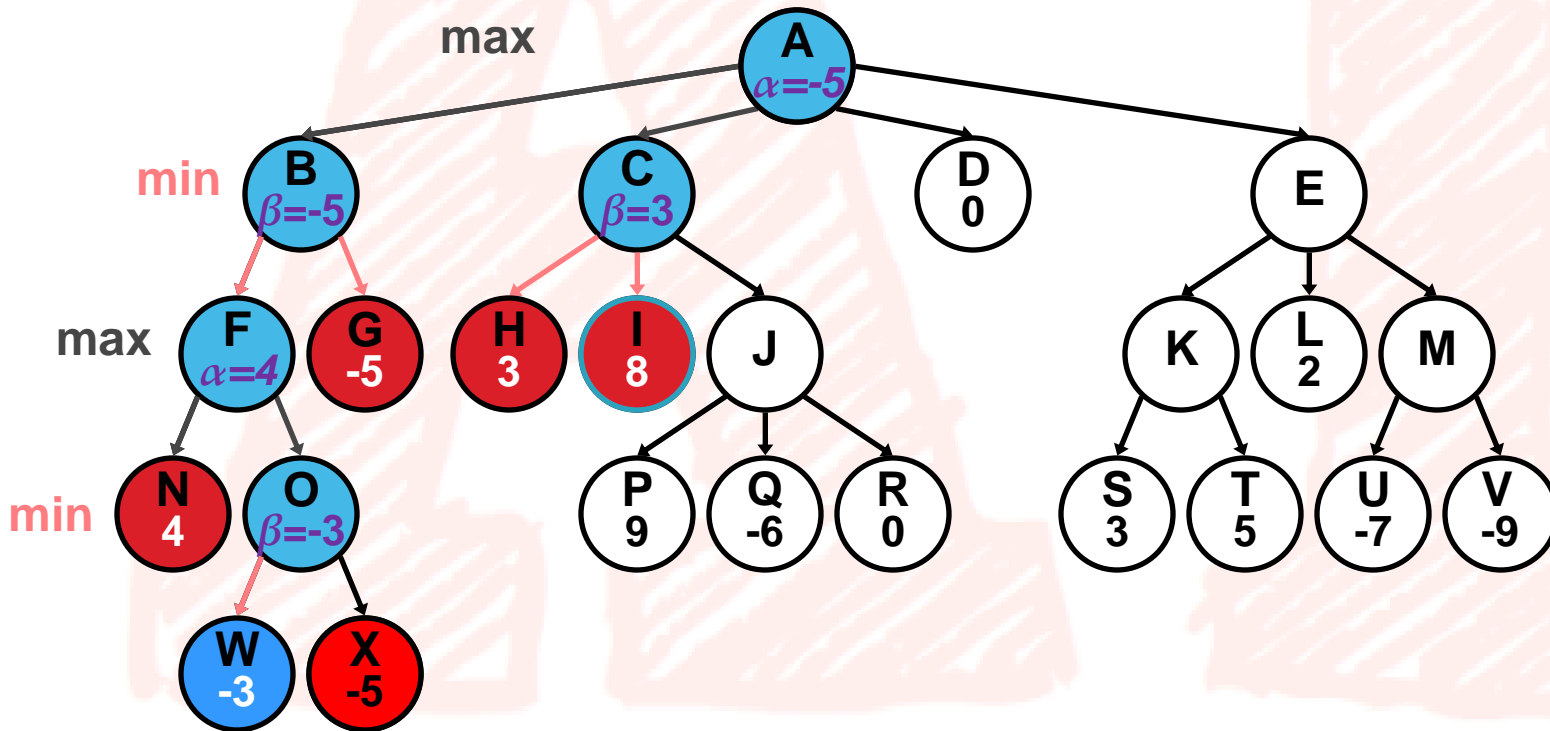 max
A
α=-5
min
B
β=-5
C
β=3
D
0
E
max
F
α=4
G
-5
H
3
I
8
J
K
L
2
M
min
N
4
O
β=-3
P
9
Q
-6
R
0
S
3
T
5
U
-7
V
-9
W
-3
X
-5